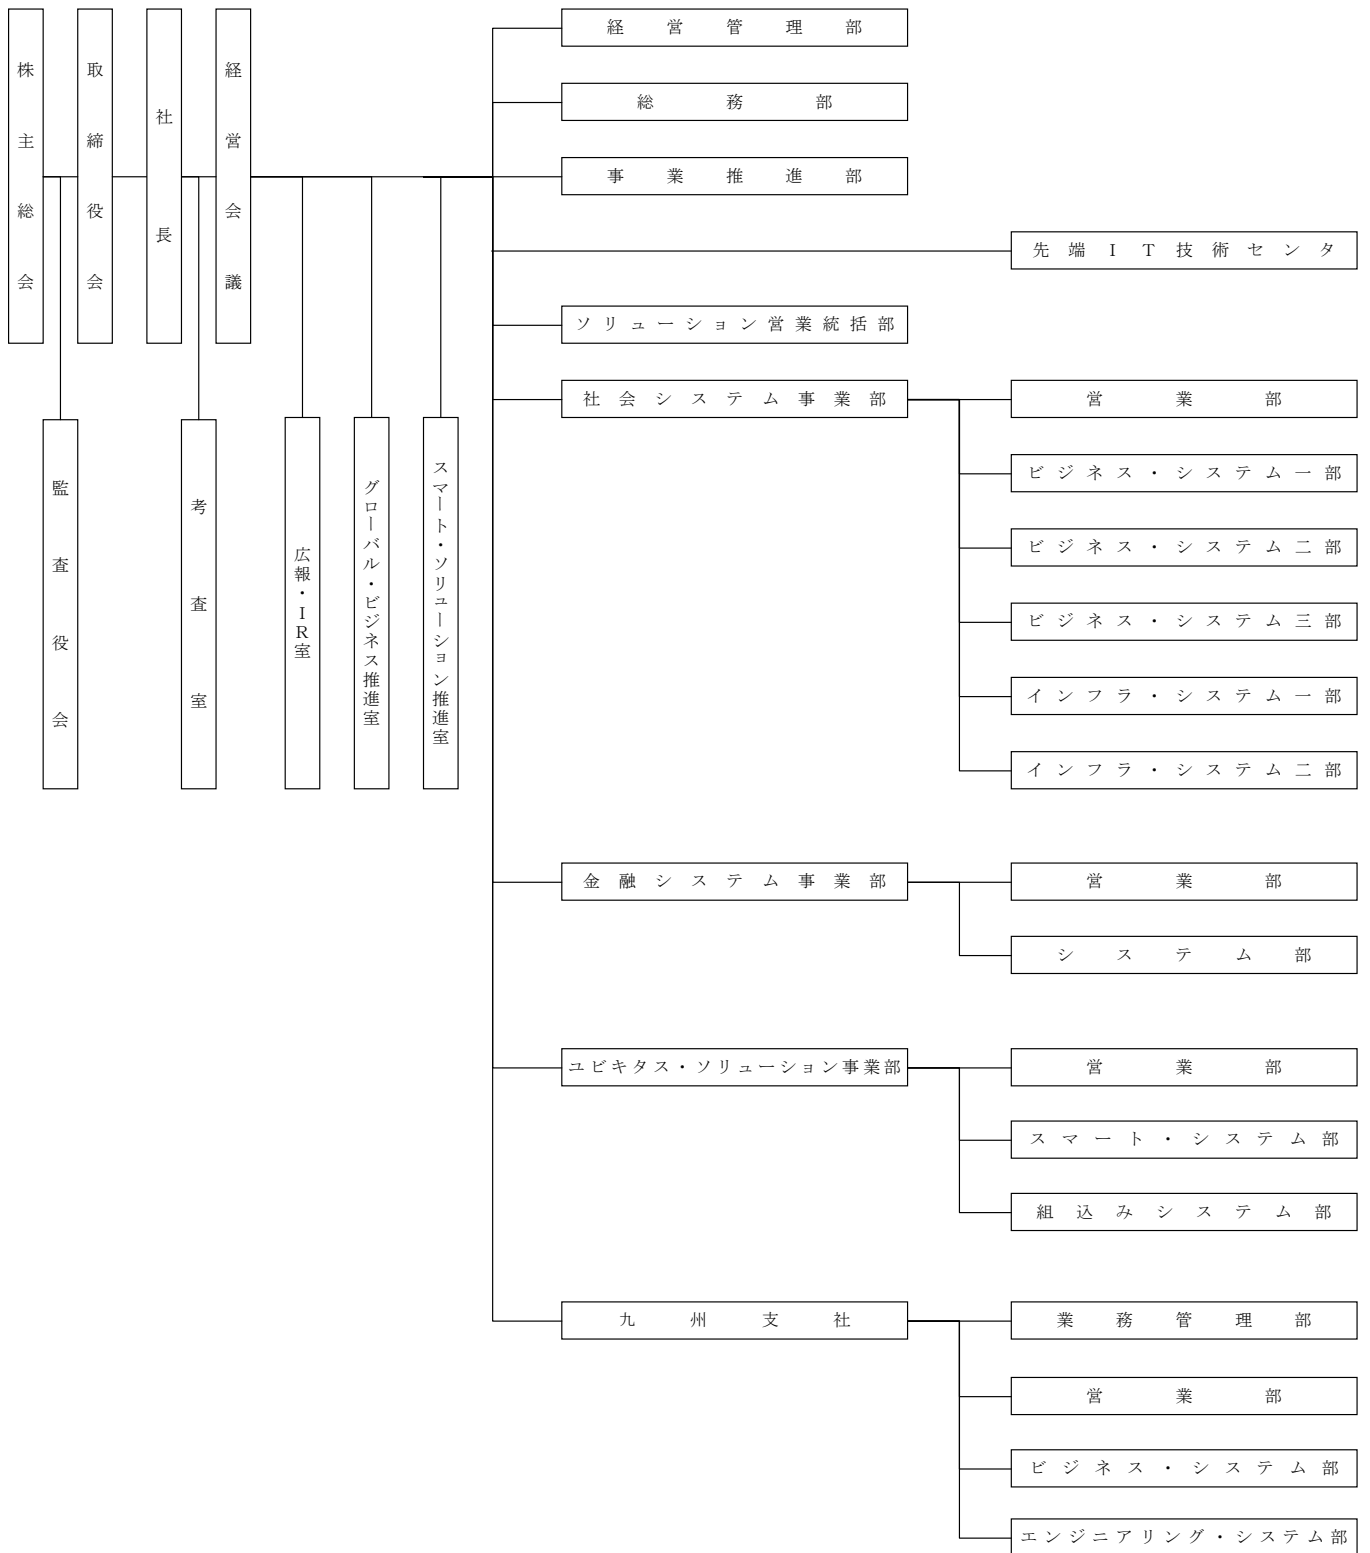 株主総会
取締役会
社長
経営会議
監査役会
考査室
広報・IR室
グローバル・ビジネス推進室
スマート・ソリューション推進室
経営管理部
総務部
事業推進部
先端IT技術センタ
ソリューション営業統括部
社会システム事業部
営業部
ビジネス・システム一部
ビジネス・システム二部
ビジネス・システム三部
インフラ・システム一部
インフラ・システム二部
金融システム事業部
営業部
システム部
ユビキタス・ソリューション事業部
営業部
スマート・システム部
組込みシステム部
九州支社
業務管理部
営業部
ビジネス・システム部
エンジニアリング・システム部